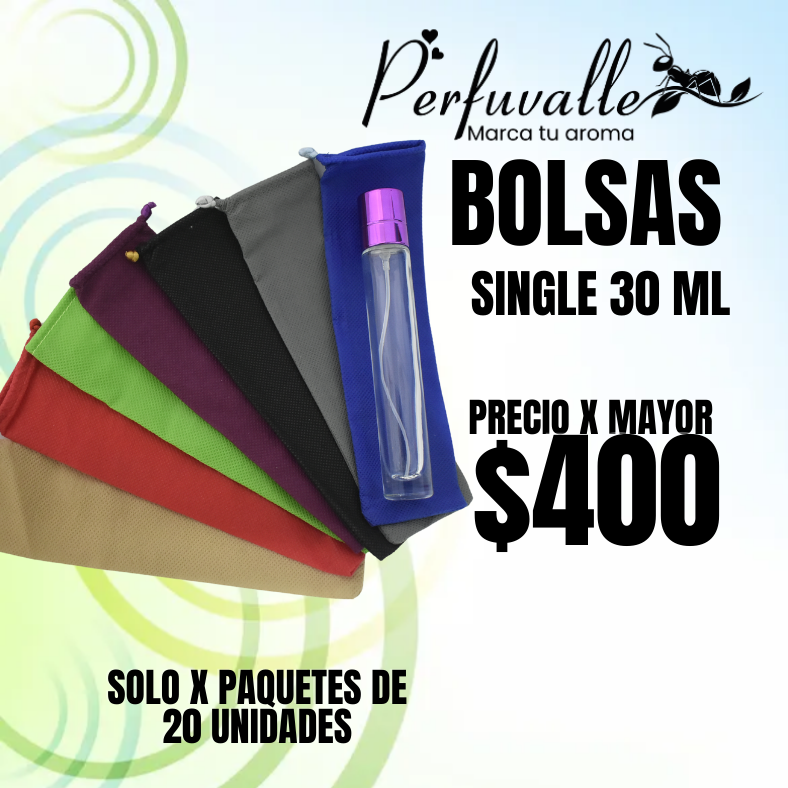 Perfuvalle
Marca tu aroma
BOLSAS
SINGLE 30 ML
PRECIO X MAYOR
$400
SOLO X PAQUETES DE
20 UNIDADES